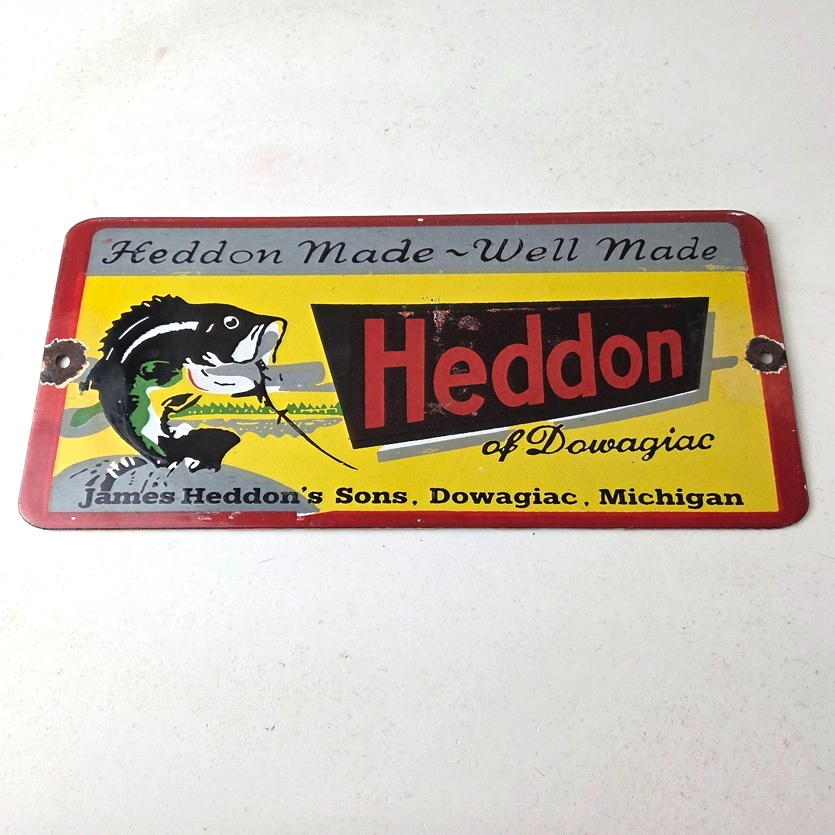 Heddon Made ~ Well Made
Heddon
of Dowagiac
James Heddon's Sons, Dowagiac, Michigan